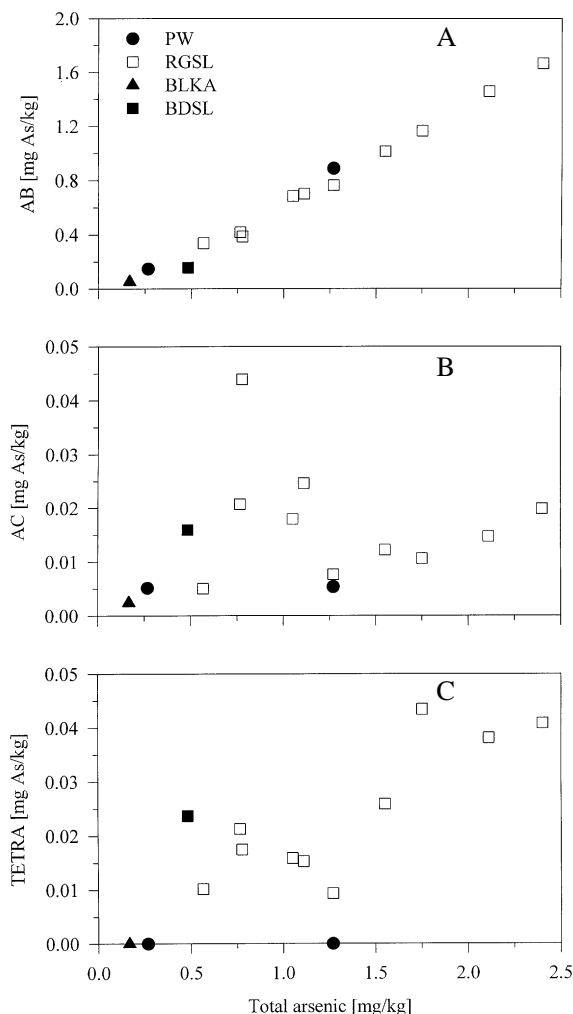 A
PW
RGSL
BLKA
BDSL
AB [mg As/kg]
2.0
1.6
1.2
0.8
0.4
0.0
B
AC [mg As/kg]
0.05
0.04
0.03
0.02
0.01
0.00
C
TETRA [mg As/kg]
0.05
0.04
0.03
0.02
0.01
0.00
0.0 0.5 1.0 1.5 2.0 2.5
Total arsenic [mg/kg]